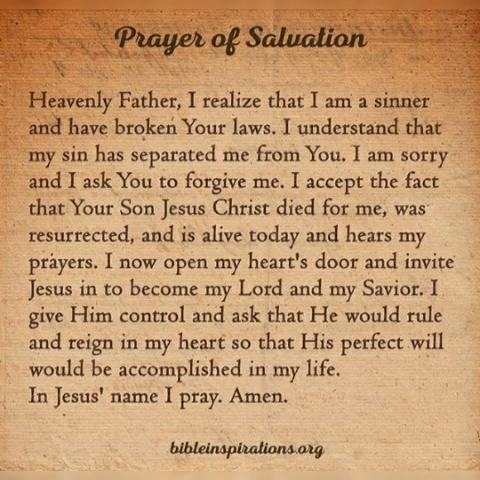 Prayer of Salvation
Heavenly Father, I realize that I am a sinner
and have broken Your laws. I understand that
my sin has separated me from You. I am sorry
and I ask You to forgive me. I accept the fact
that Your Son Jesus Christ died for me, was
resurrected, and is alive today and hears my
prayers. I now open my heart's door and invite
Jesus in to become my Lord and my Savior. I
give Him control and ask that He would rule
and reign in my heart so that His perfect will
would be accomplished in my life.
In Jesus' name I pray. Amen.
bibleinspirations.org